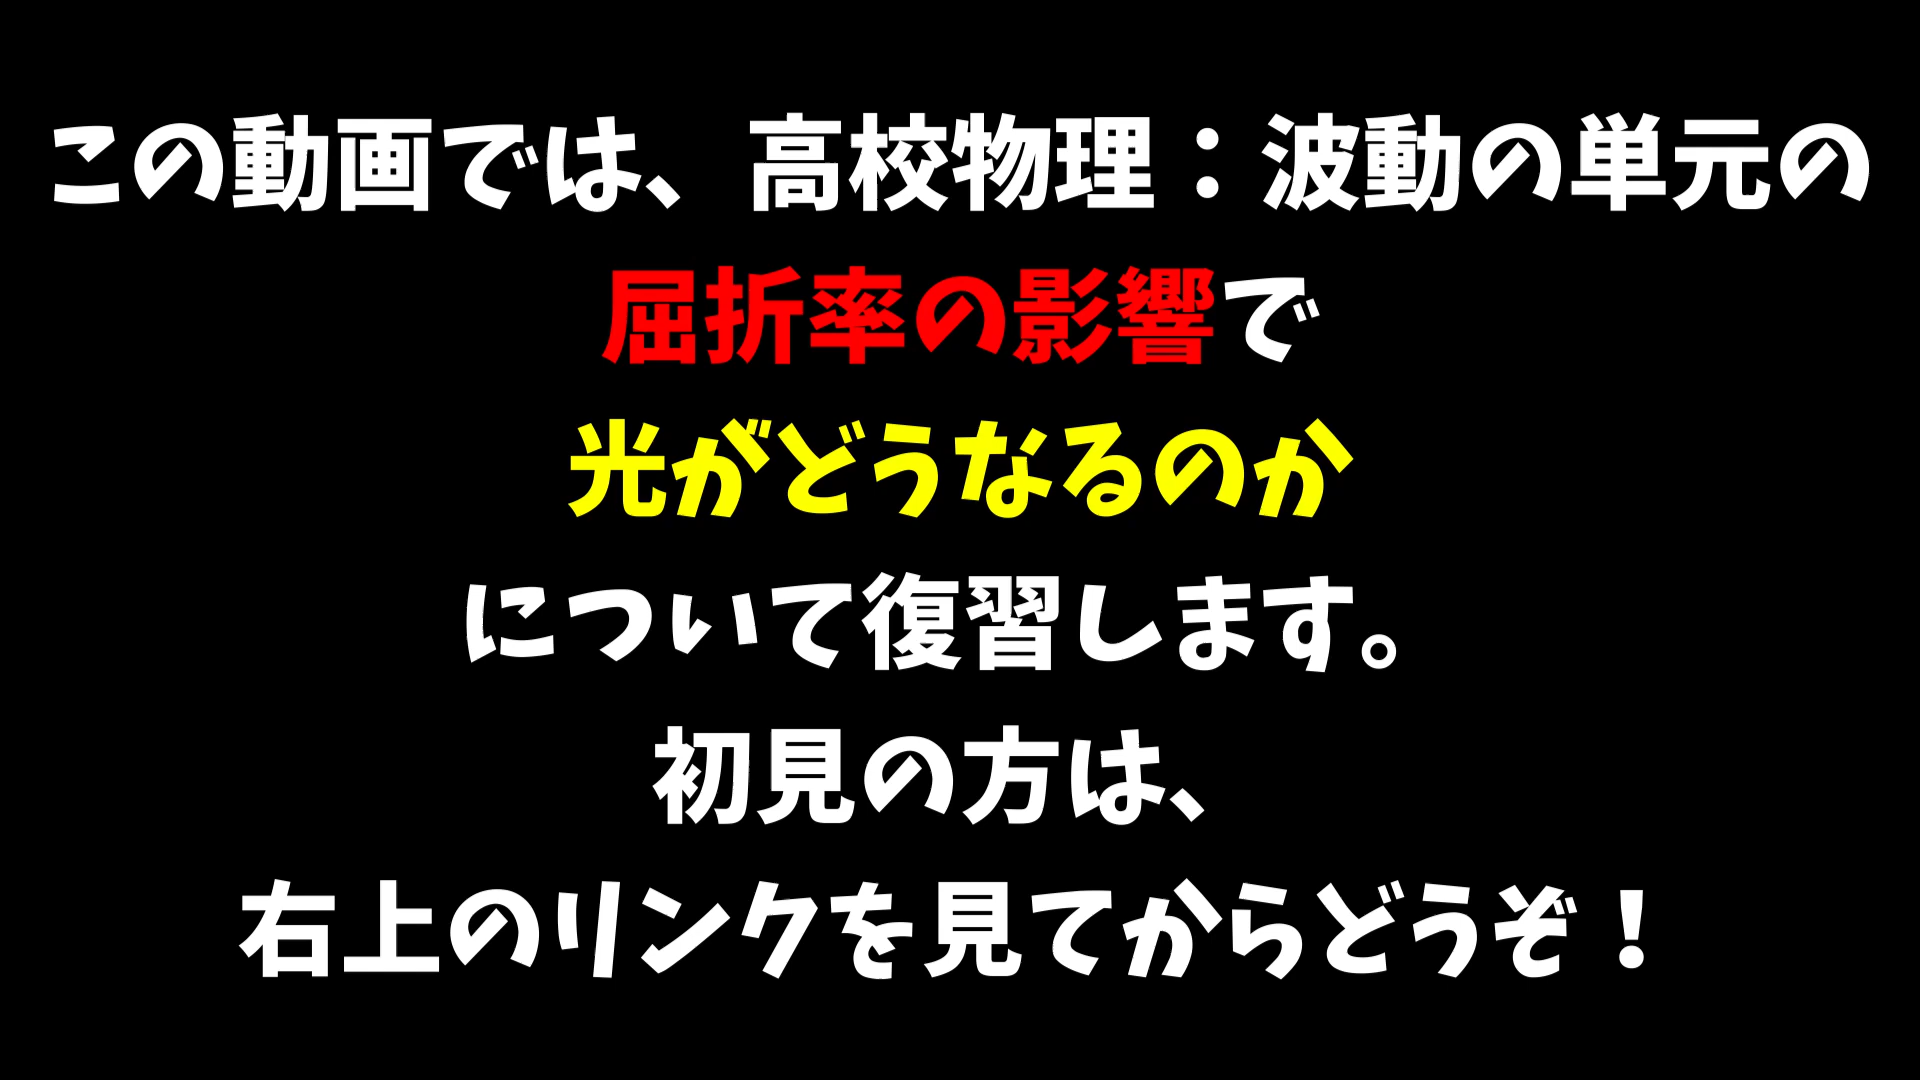 この動画では、高校物理：波動の単元の
屈折率の影響で
光がどうなるのか
について復習します。
初見の方は、
右上のリンクを見てからどうぞ！